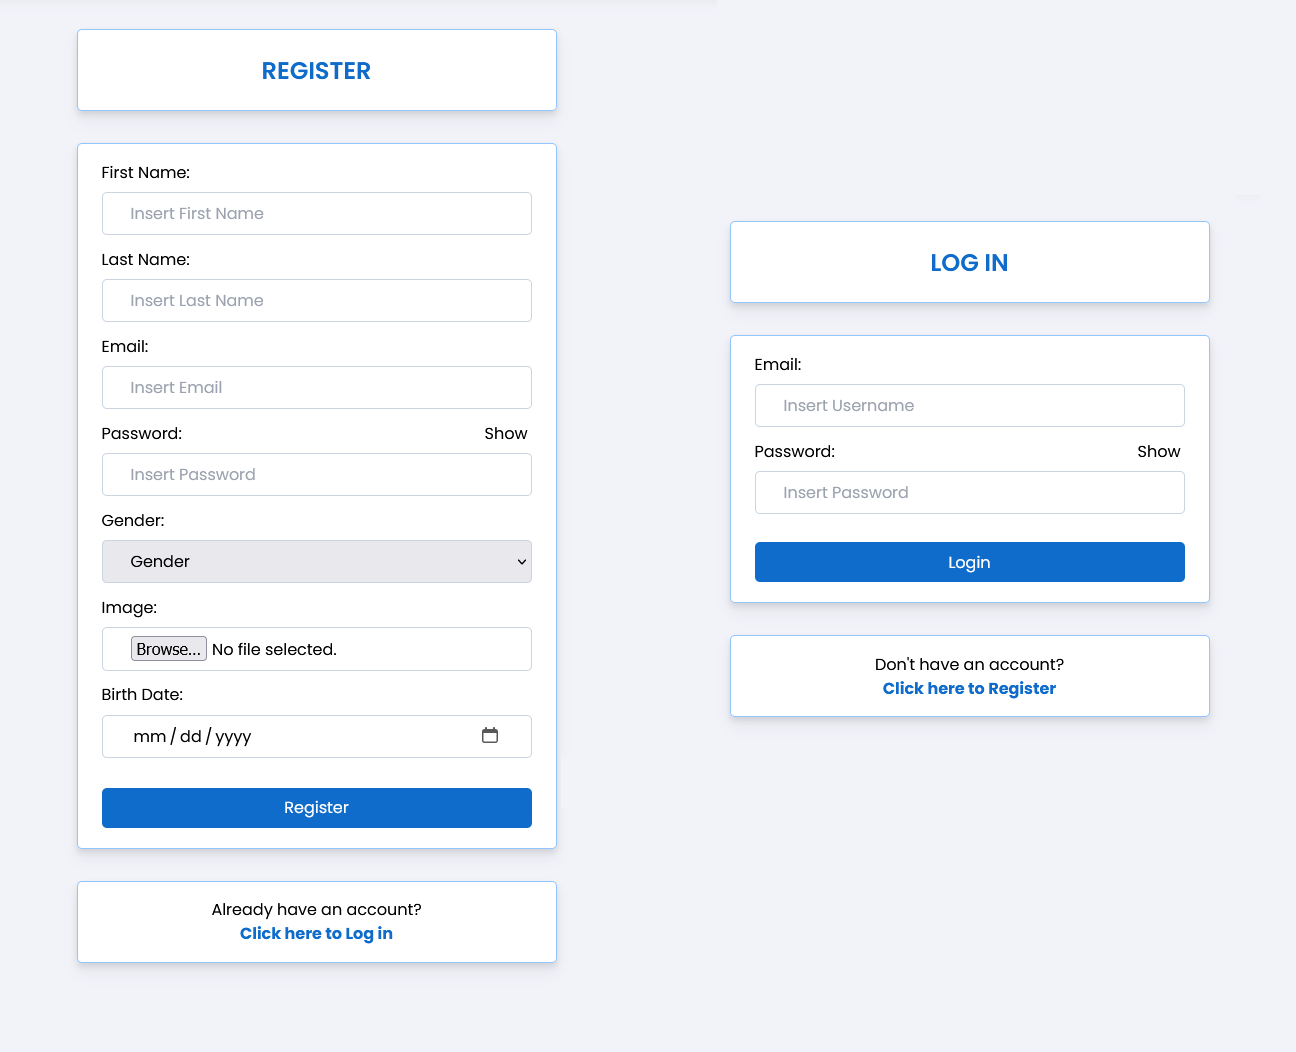 REGISTER
First Name:
Insert First Name
Last Name:
Insert Last Name
Email:
Insert Email
Password: Show
Insert Password
Gender:
Gender
Image:
Browse... No file selected.
Birth Date:
mm / dd / yyyy
Register
Already have an account?
Click here to Log in
LOG IN
Email:
Insert Username
Password: Show
Insert Password
Login
Don't have an account?
Click here to Register